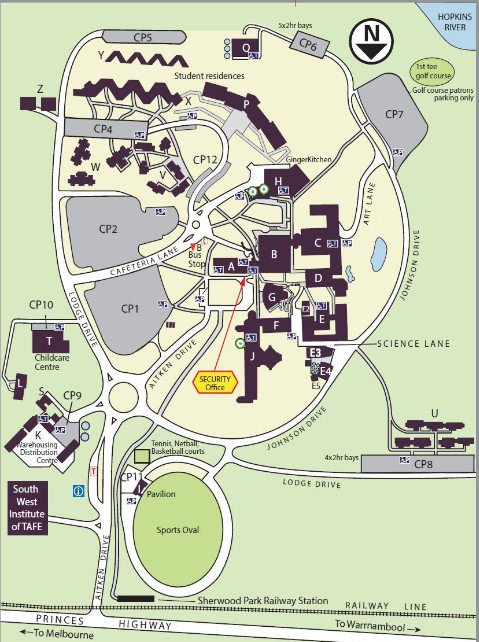 HOPKINS
RIVER
CP5
5x2hr bays
CP6
N
Q
Y
Student residences
1st tee
golf course
Golf course patrons
parking only
Z
X
P
CP7
CP4
CP12
W
V
GingerKitchen
H
ART LANE
CP2
B
Bus
Stop
C
CAFETERIA LANE
A
B
D
JOHNSON DRIVE
LODGE DRIVE
CP10
CP1
G
E
F
T
Childcare
Centre
AITKEN DRIVE
J
E3
SCIENCE LANE
E4
E5
SECURITY
Office
L
S
CP9
K
Warehousing
Distribution
Centre
JOHNSON DRIVE
U
Tennis, Netball,
Basketball courts
4x2hr bays
CP8
T
CP11
LODGE DRIVE
i
Pavilion
South
West
Institute
of TAFE
Sports Oval
AITKEN DRIVE
Sherwood Park Railway Station
RAILWAY LINE
PRINCES HIGHWAY
To Melbourne
To Warrnambool